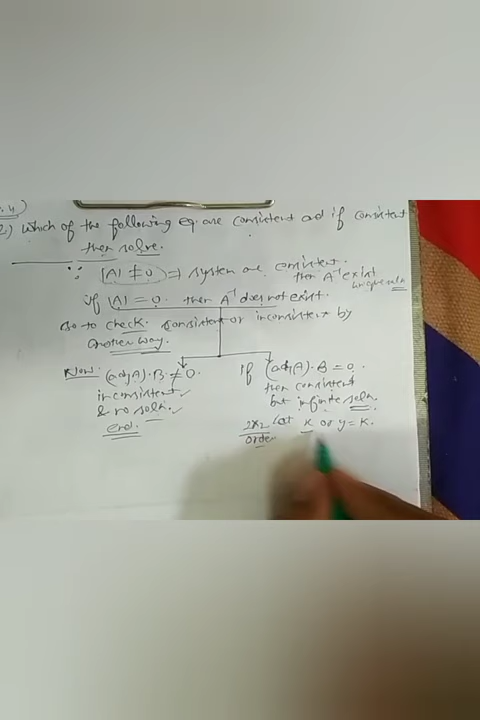 2) which of the following eq. are consistent and if consistent
then solve.
∵ |A| ≠ 0 ⇒ system are consistent.
then A⁻¹ exist
unique soln
if |A| = 0. then A⁻¹ does not exist.
so to check. consistent or inconsistent by
another way.
Now: (adj A)·B ≠ 0.
inconsistent
& no soln.
end.
if (adj A)·B = 0.
then consistent
but infinite soln.
2x2 let x or y = K.
order